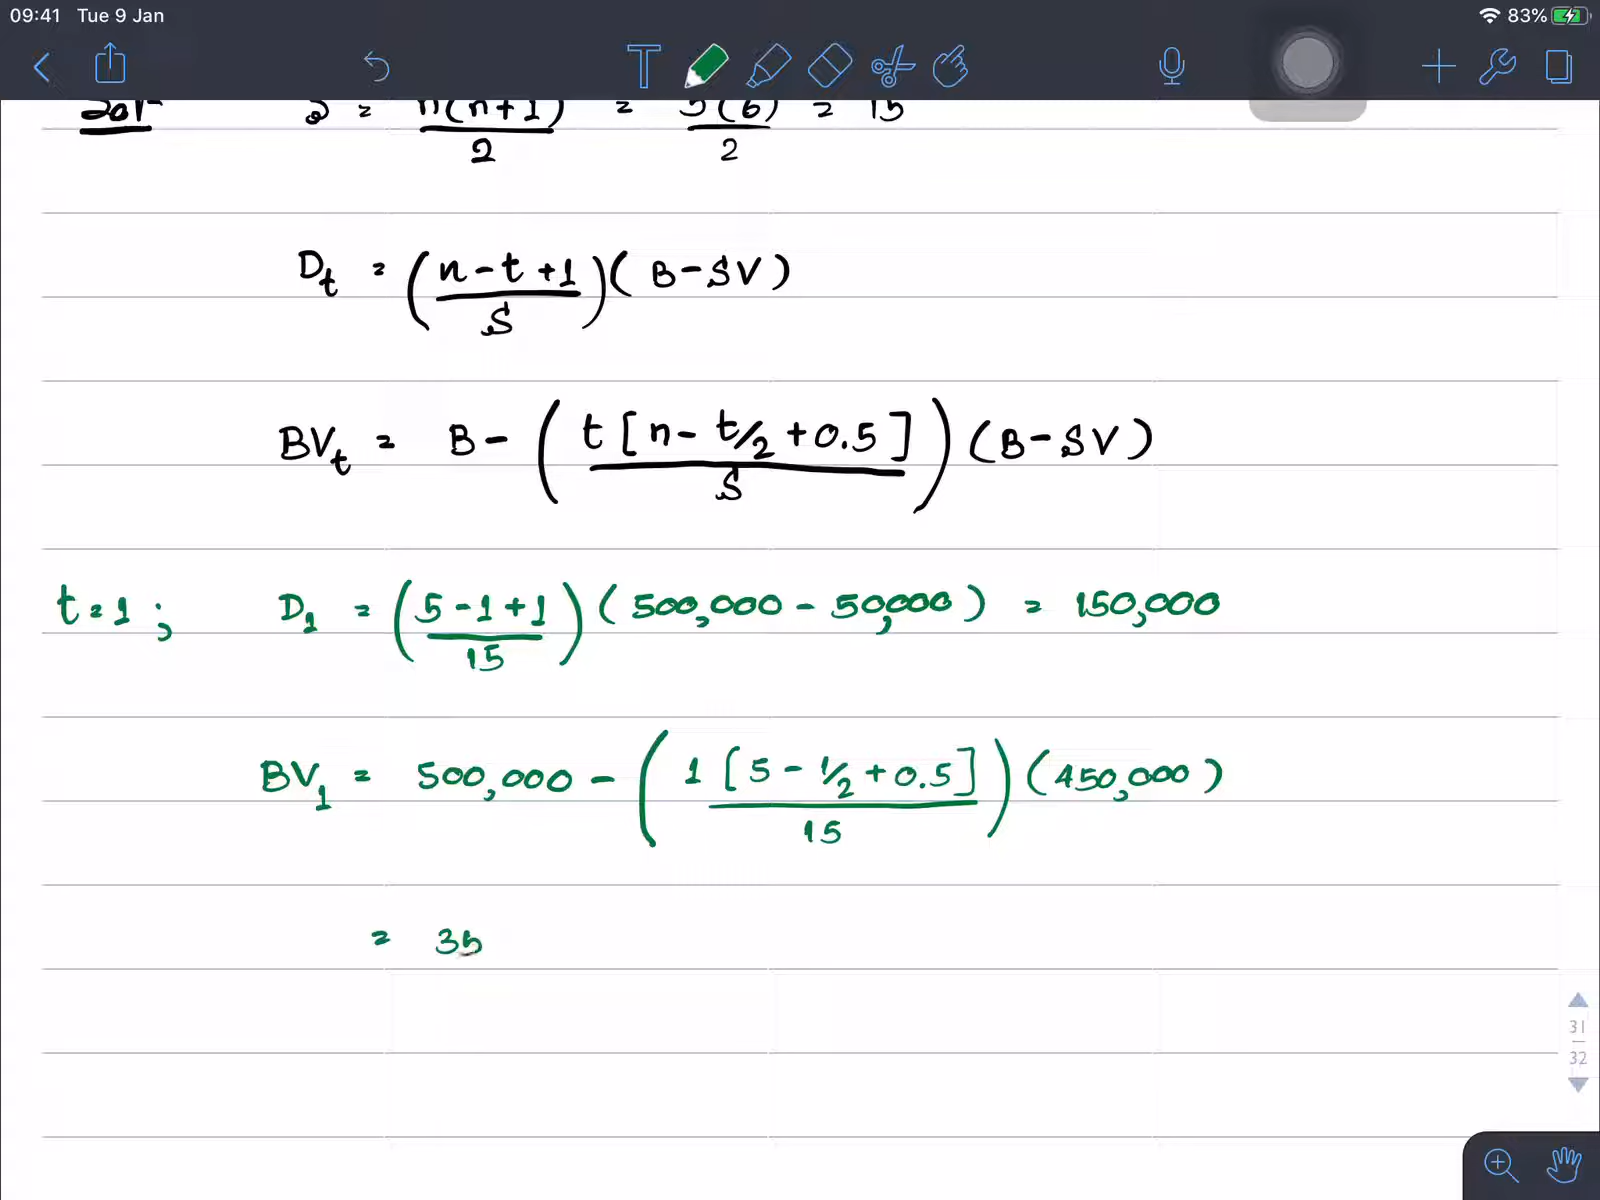 09:41 Tue 9 Jan 83%
T
Sol S = n(n+1)/2 = 5(6)/2 = 15
Dt = (n-t+1/S)(B-SV)
BVt = B - (t[n-t/2+0.5]/S)(B-SV)
t=1; D1 = (5-1+1/15)(500,000-50,000) = 150,000
BV1 = 500,000 - (1[5-1/2+0.5]/15)(450,000)
= 35
31
32